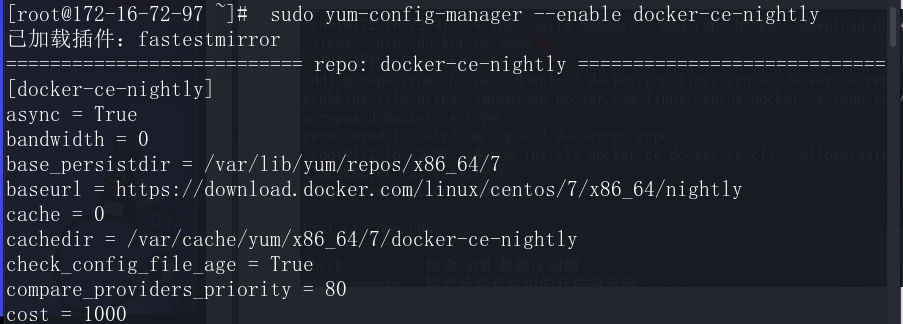 [root@172-16-72-97 ~]#  sudo yum-config-manager --enable docker-ce-nightly
已加载插件：fastestmirror
=========================== repo: docker-ce-nightly ============================
[docker-ce-nightly]
async = True
bandwidth = 0
base_persistdir = /var/lib/yum/repos/x86_64/7
baseurl = https://download.docker.com/linux/centos/7/x86_64/nightly
cache = 0
cachedir = /var/cache/yum/x86_64/7/docker-ce-nightly
check_config_file_age = True
compare_providers_priority = 80
cost = 1000